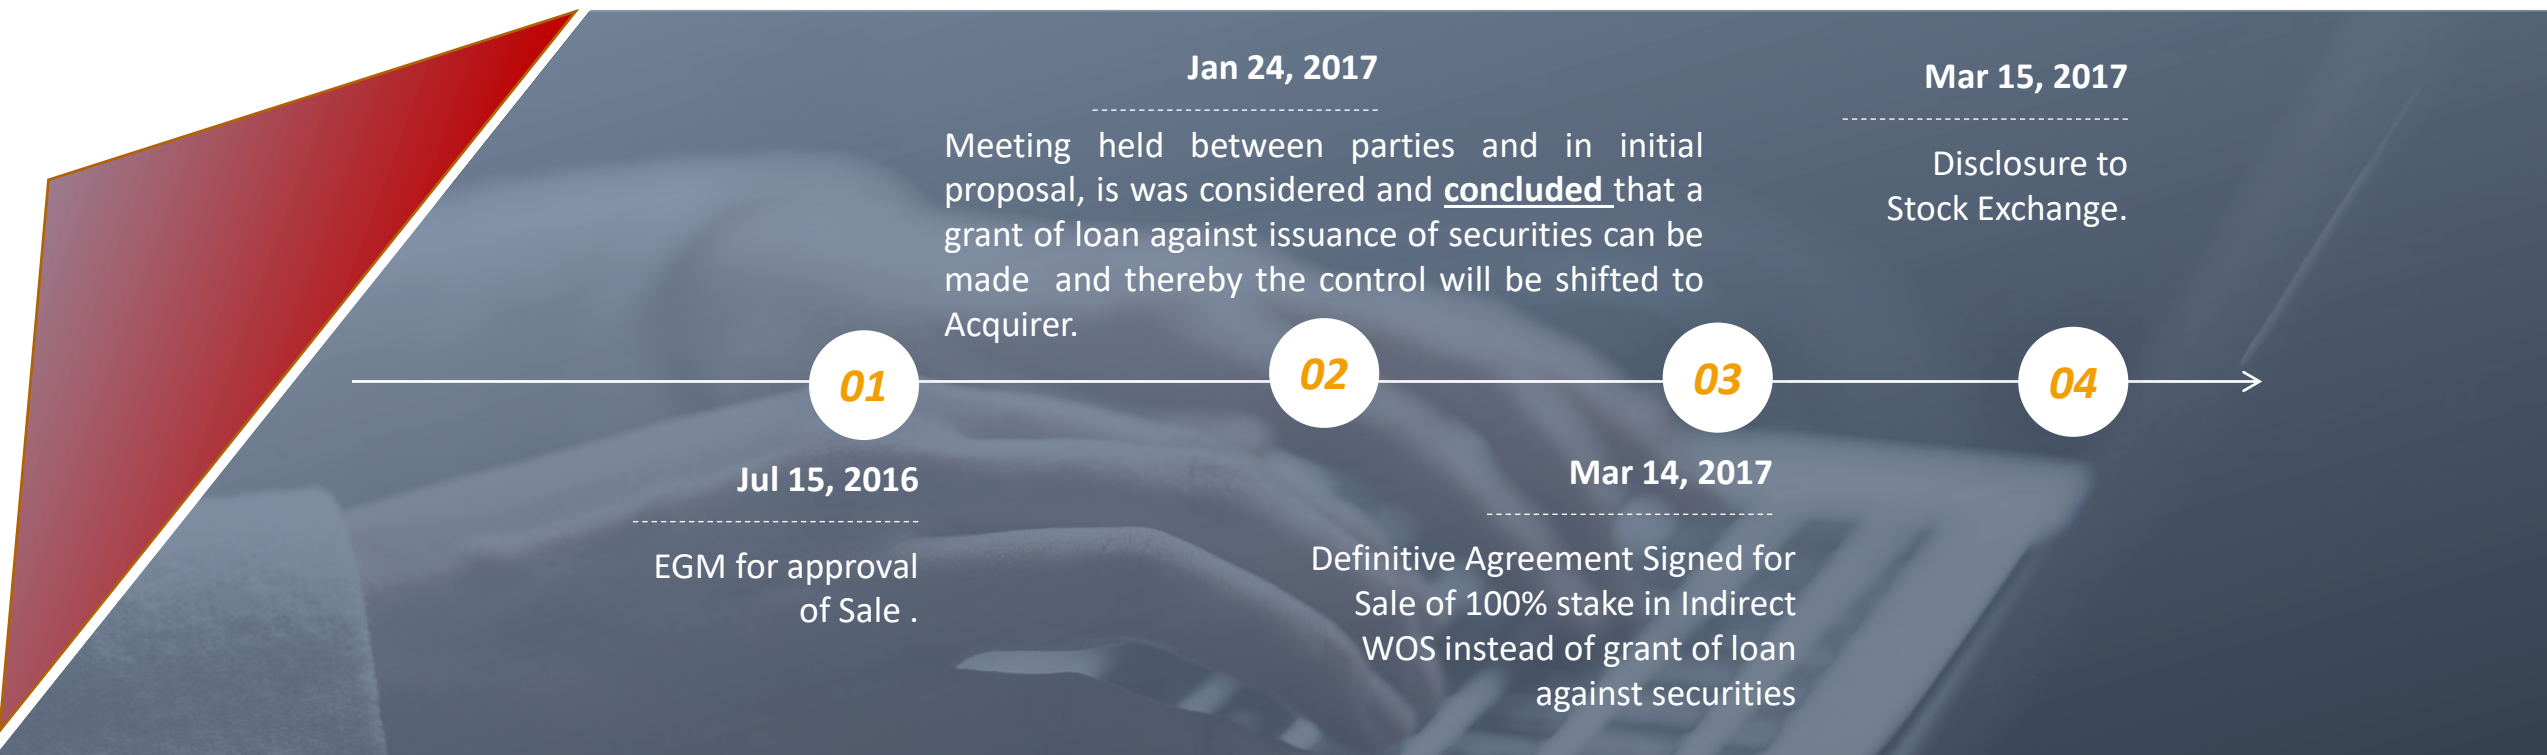 Jan 24, 2017
Meeting held between parties and in initial
proposal, is was considered and concluded that a
grant of loan against issuance of securities can be
made and thereby the control will be shifted to
Acquirer.
Mar 15, 2017
Disclosure to
Stock Exchange.
01
02
03
04
Jul 15, 2016
EGM for approval
of Sale .
Mar 14, 2017
Definitive Agreement Signed for
Sale of 100% stake in Indirect
WOS instead of grant of loan
against securities